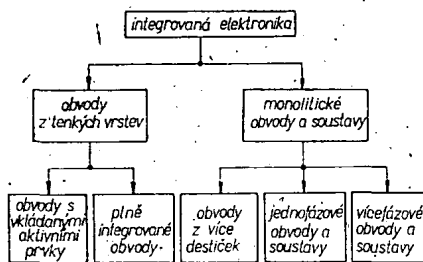 integrovaná elektronika
obvody
z tenkých vrstev
monolitické
obvody a soustavy
obvody s
vkládanými
aktivními
prvky
plně
integrované
obvody
obvody
z více
destiček
jednofázové
obvody a
soustavy
vícefázové
obvody a
soustavy